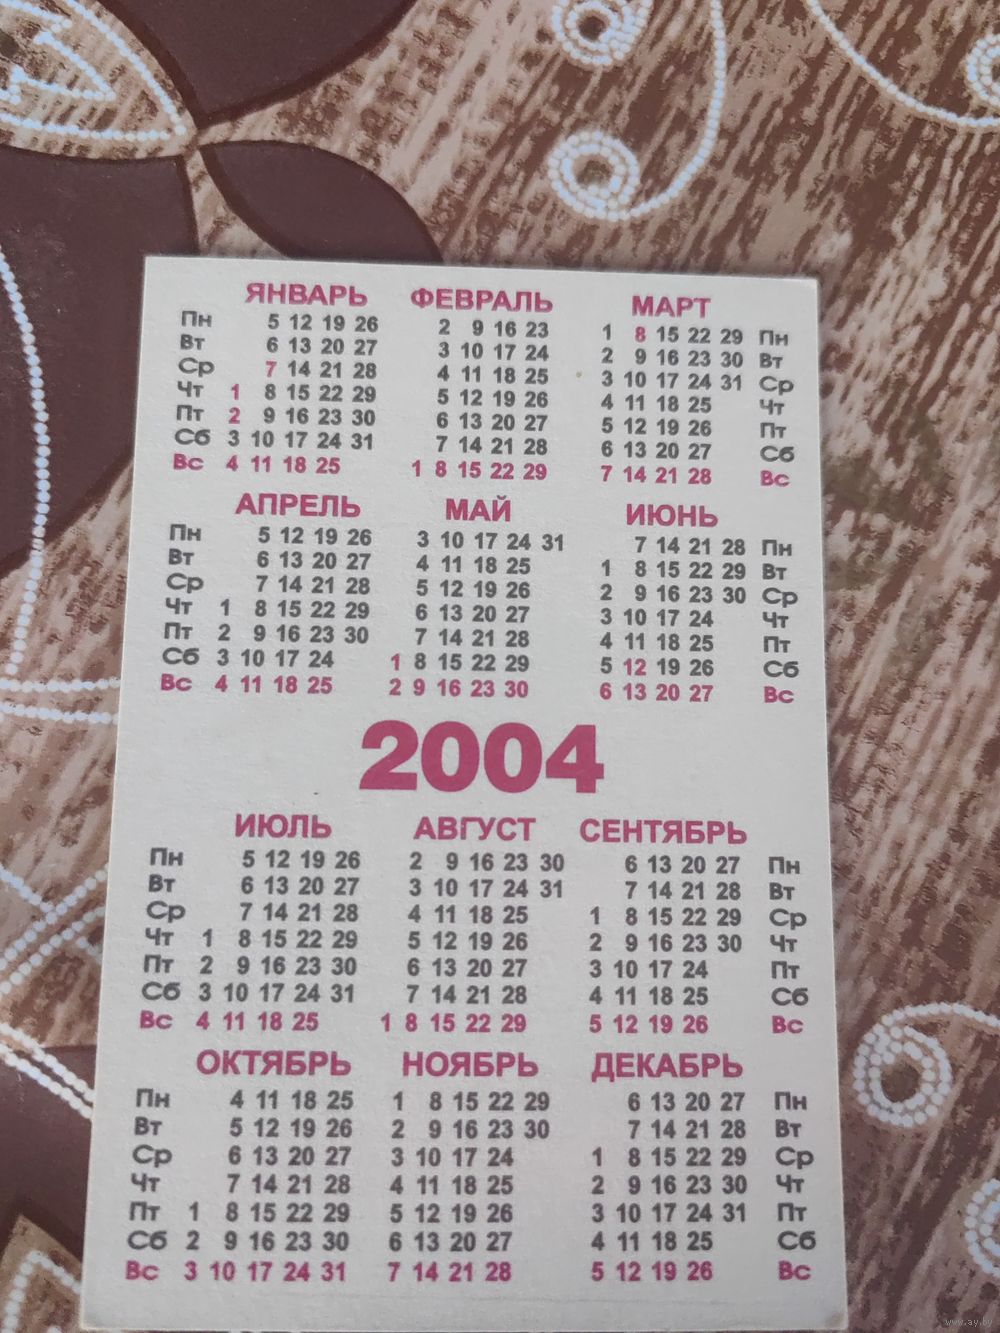 ЯНВАРЬ ФЕВРАЛЬ МАРТ
Пн 5 12 19 26 2 9 16 23 1 8 15 22 29 Пн
Вт 6 13 20 27 3 10 17 24 2 9 16 23 30 Вт
Ср 7 14 21 28 4 11 18 25 3 10 17 24 31 Ср
Чт 1 8 15 22 29 5 12 19 26 4 11 18 25 Чт
Пт 2 9 16 23 30 6 13 20 27 5 12 19 26 Пт
Сб 3 10 17 24 31 7 14 21 28 6 13 20 27 Сб
Вс 4 11 18 25 1 8 15 22 29 7 14 21 28 Вс
АПРЕЛЬ МАЙ ИЮНЬ
Пн 5 12 19 26 3 10 17 24 31 7 14 21 28 Пн
Вт 6 13 20 27 4 11 18 25 1 8 15 22 29 Вт
Ср 7 14 21 28 5 12 19 26 2 9 16 23 30 Ср
Чт 1 8 15 22 29 6 13 20 27 3 10 17 24 Чт
Пт 2 9 16 23 30 7 14 21 28 4 11 18 25 Пт
Сб 3 10 17 24 1 8 15 22 29 5 12 19 26 Сб
Вс 4 11 18 25 2 9 16 23 30 6 13 20 27 Вс
2004
ИЮЛЬ АВГУСТ СЕНТЯБРЬ
Пн 5 12 19 26 2 9 16 23 30 6 13 20 27 Пн
Вт 6 13 20 27 3 10 17 24 31 7 14 21 28 Вт
Ср 7 14 21 28 4 11 18 25 1 8 15 22 29 Ср
Чт 1 8 15 22 29 5 12 19 26 2 9 16 23 30 Чт
Пт 2 9 16 23 30 6 13 20 27 3 10 17 24 Пт
Сб 3 10 17 24 31 7 14 21 28 4 11 18 25 Сб
Вс 4 11 18 25 1 8 15 22 29 5 12 19 26 Вс
ОКТЯБРЬ НОЯБРЬ ДЕКАБРЬ
Пн 4 11 18 25 1 8 15 22 29 6 13 20 27 Пн
Вт 5 12 19 26 2 9 16 23 30 7 14 21 28 Вт
Ср 6 13 20 27 3 10 17 24 1 8 15 22 29 Ср
Чт 7 14 21 28 4 11 18 25 2 9 16 23 30 Чт
Пт 1 8 15 22 29 5 12 19 26 3 10 17 24 31 Пт
Сб 2 9 16 23 30 6 13 20 27 4 11 18 25 Сб
Вс 3 10 17 24 31 7 14 21 28 5 12 19 26 Вс
www.ay.by